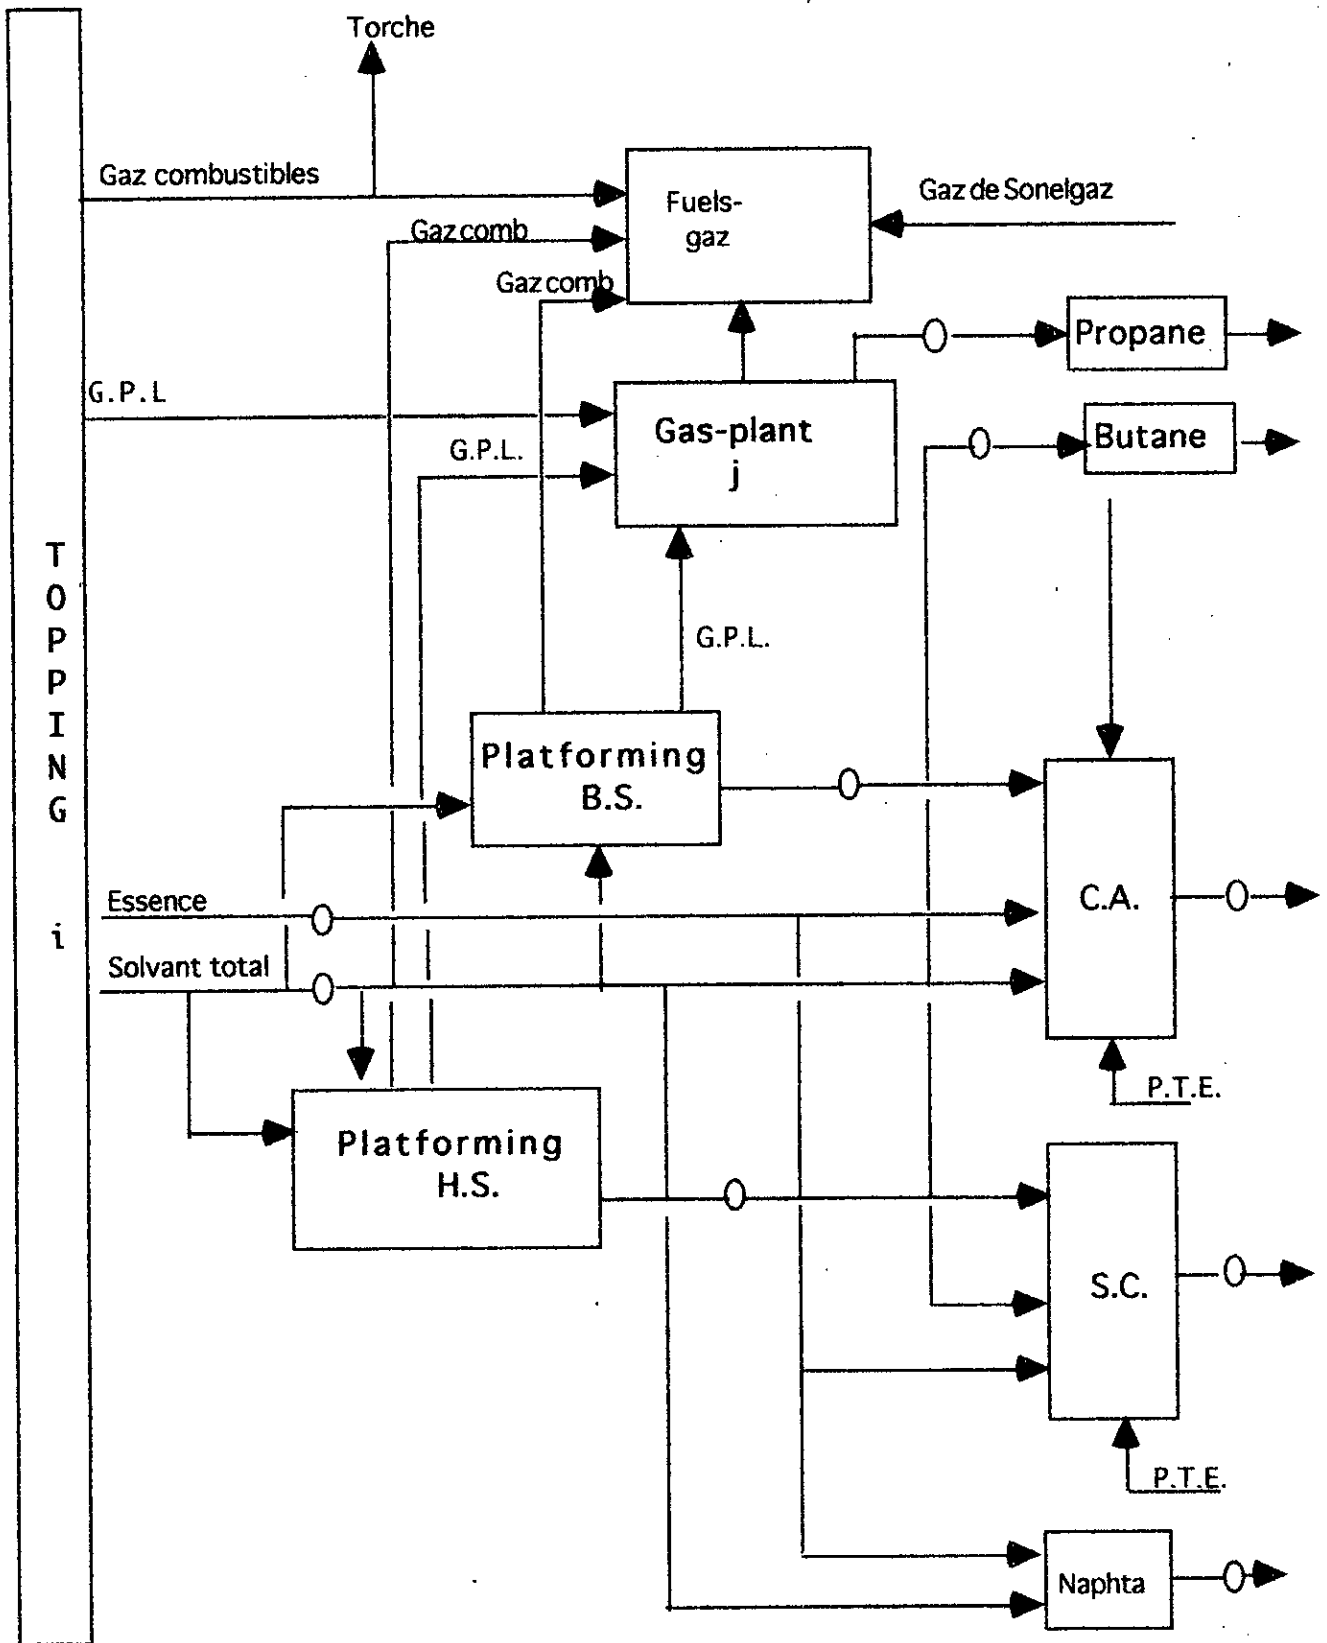 Torche
Gaz combustibles
Fuels-
gaz
Gaz de Sonelgaz
Gaz comb
Gaz comb
Propane
G.P.L
Gas-plant
j
Butane
G.P.L.
TOPPING i
G.P.L.
Platforming
B.S.
Essence
C.A.
Solvant total
P.T.E.
Platforming
H.S.
S.C.
P.T.E.
Naphta